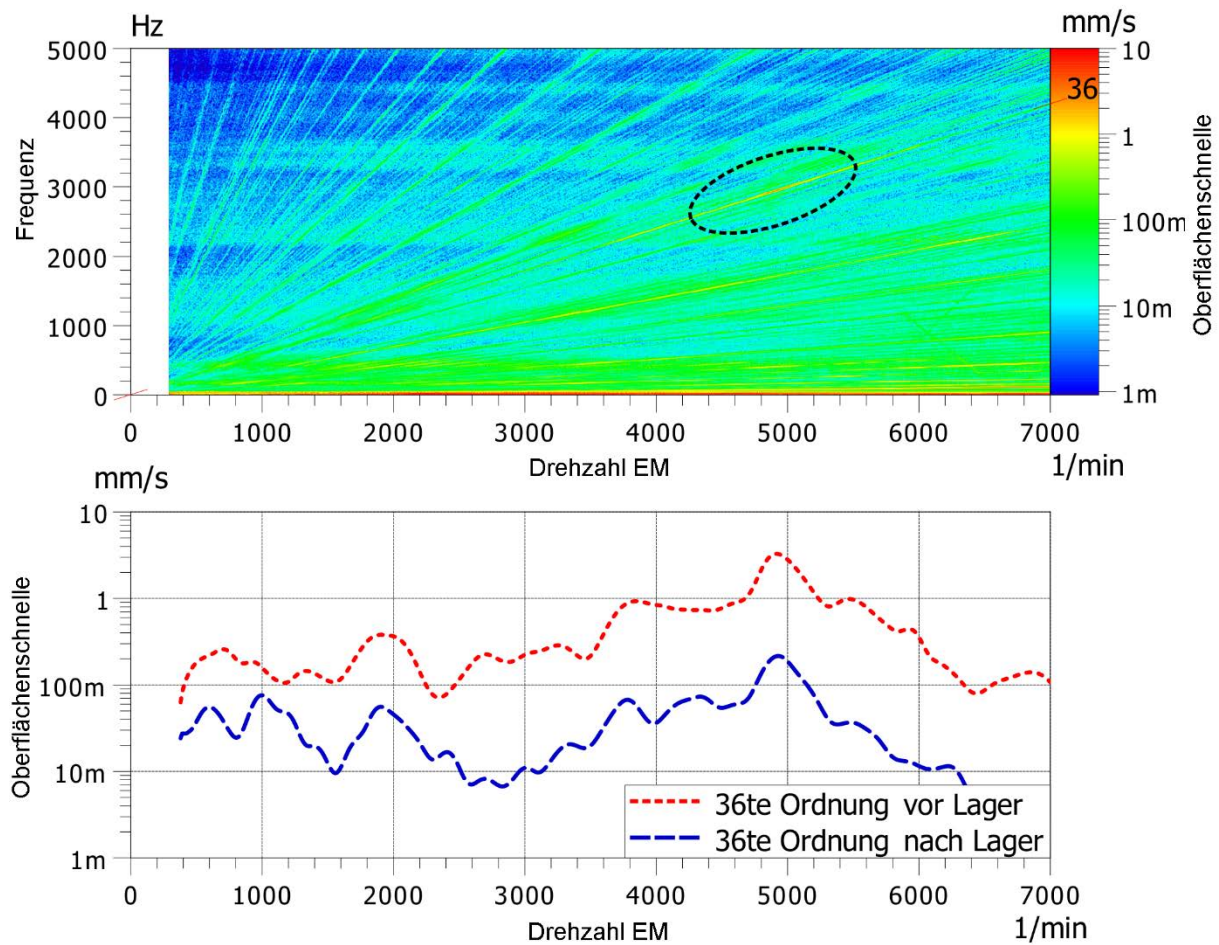 Hz
mm/s
5000
4000
3000
2000
1000
0
Frequenz
36
10
1
100m
10m
1m
Oberflächenschnelle
0 1000 2000 3000 4000 5000 6000 7000
Drehzahl EM
1/min
mm/s
10
1
100m
10m
1m
Oberflächenschnelle
36te Ordnung vor Lager
36te Ordnung nach Lager
0 1000 2000 3000 4000 5000 6000 7000
Drehzahl EM
1/min